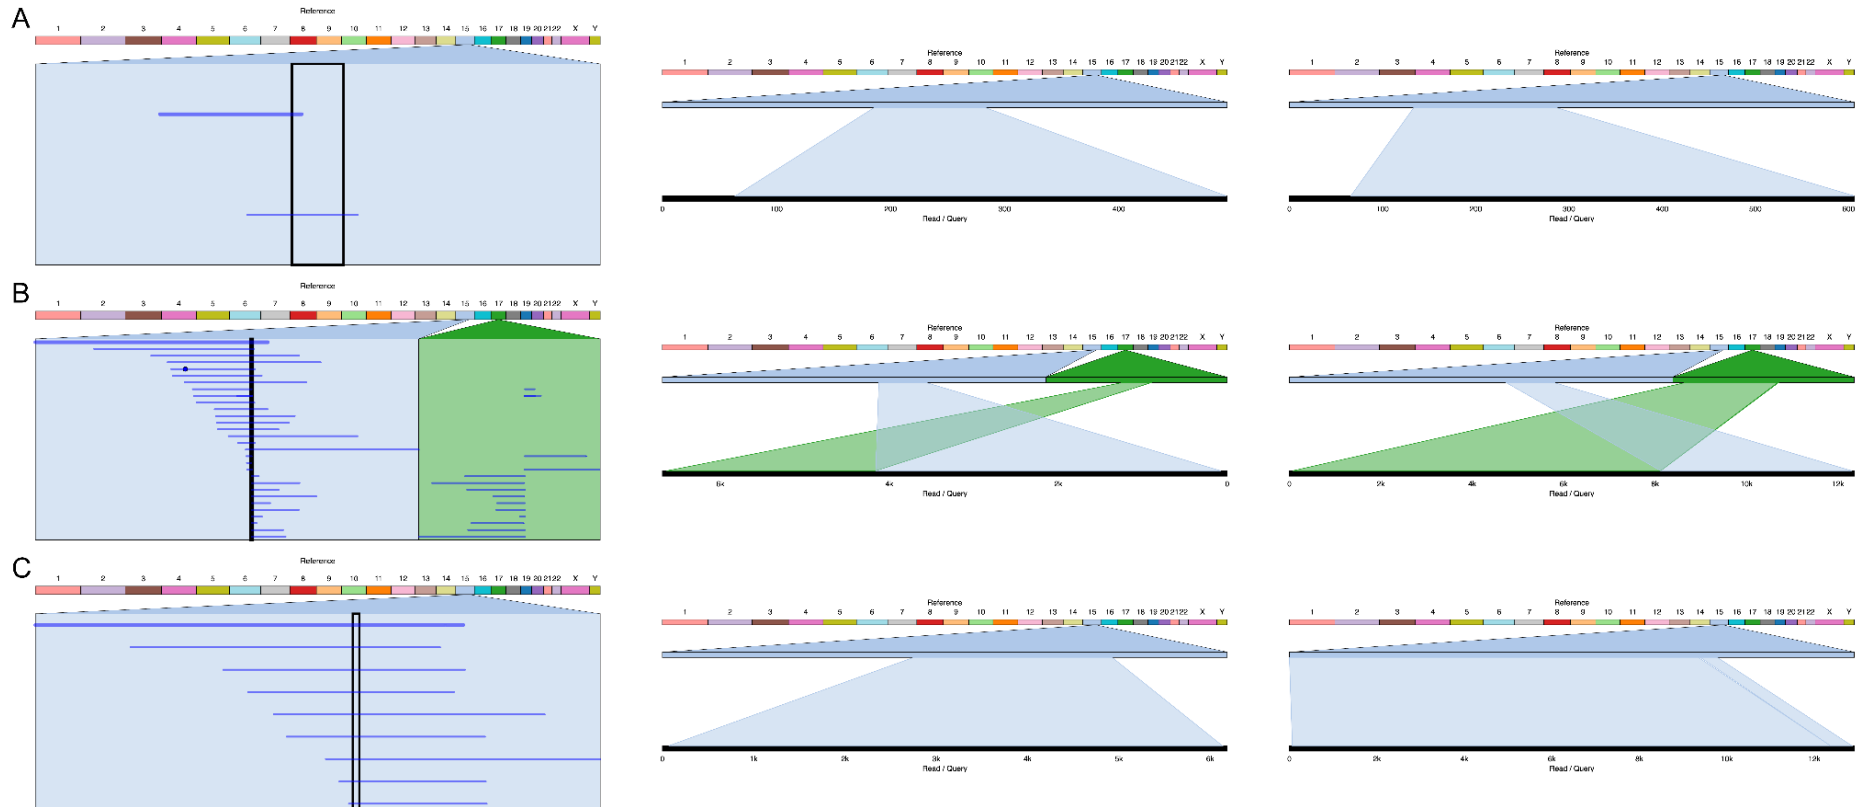 A
Reference
1 2 3 4 5 6 7 8 9 10 11 12 13 14 15 16 17 18 19 20 21 22 X Y
Reference
1 2 3 4 5 6 7 8 9 10 11 12 13 14 15 16 17 18 19 20 21 22 X Y
0 100 200 300 400
Read / Query
Reference
1 2 3 4 5 6 7 8 9 10 11 12 13 14 15 16 17 18 19 20 21 22 X Y
0 100 200 300 400 500 600
Read / Query
B
Reference
1 2 3 4 5 6 7 8 9 10 11 12 13 14 15 16 17 18 19 20 21 22 X Y
Reference
1 2 3 4 5 6 7 8 9 10 11 12 13 14 15 16 17 18 19 20 21 22 X Y
6k 4k 2k 0
Read / Query
Reference
1 2 3 4 5 6 7 8 9 10 11 12 13 14 15 16 17 18 19 20 21 22 X Y
0 2k 4k 6k 8k 10k 12k
Read / Query
C
Reference
1 2 3 4 5 6 7 8 9 10 11 12 13 14 15 16 17 18 19 20 21 22 X Y
Reference
1 2 3 4 5 6 7 8 9 10 11 12 13 14 15 16 17 18 19 20 21 22 X Y
0 1k 2k 3k 4k 5k 6k
Read / Query
Reference
1 2 3 4 5 6 7 8 9 10 11 12 13 14 15 16 17 18 19 20 21 22 X Y
0 2k 4k 6k 8k 10k 12k
Read / Query